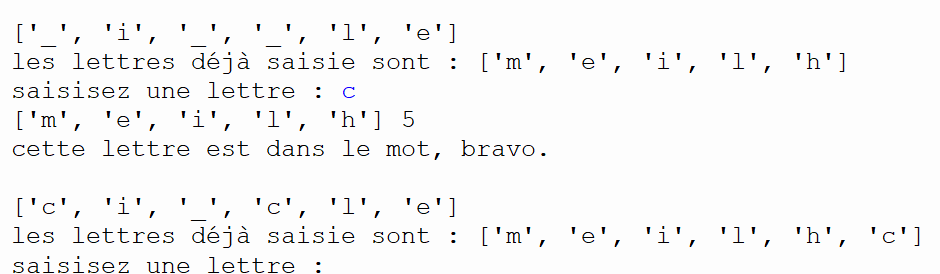 ['_', 'i', '_', '_', 'l', 'e']
les lettres déjà saisie sont : ['m', 'e', 'i', 'l', 'h']
saisisez une lettre : c
['m', 'e', 'i', 'l', 'h'] 5
cette lettre est dans le mot, bravo.
['c', 'i', '_', 'c', 'l', 'e']
les lettres déjà saisie sont : ['m', 'e', 'i', 'l', 'h', 'c']
saisisez une lettre :